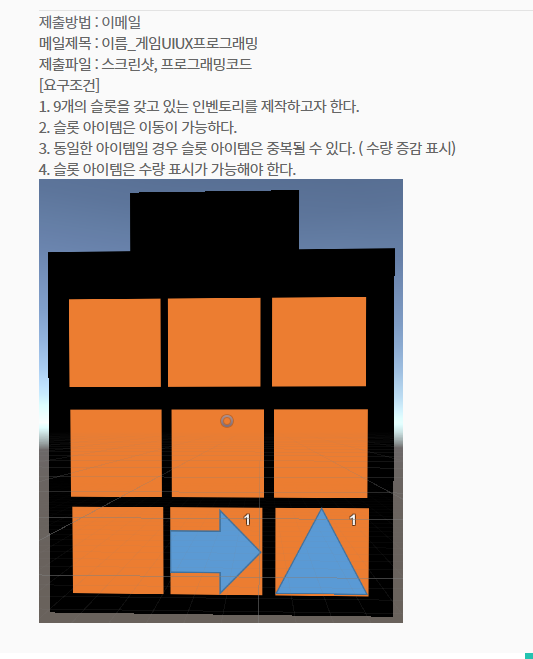 제출방법 : 이메일
메일제목 : 이름_게임UIUX프로그래밍
제출파일 : 스크린샷, 프로그래밍코드
[요구조건]
1. 9개의 슬롯을 갖고 있는 인벤토리를 제작하고자 한다.
2. 슬롯 아이템은 이동이 가능하다.
3. 동일한 아이템일 경우 슬롯 아이템은 중복될 수 있다. ( 수량 증감 표시)
4. 슬롯 아이템은 수량 표시가 가능해야 한다.
1 1